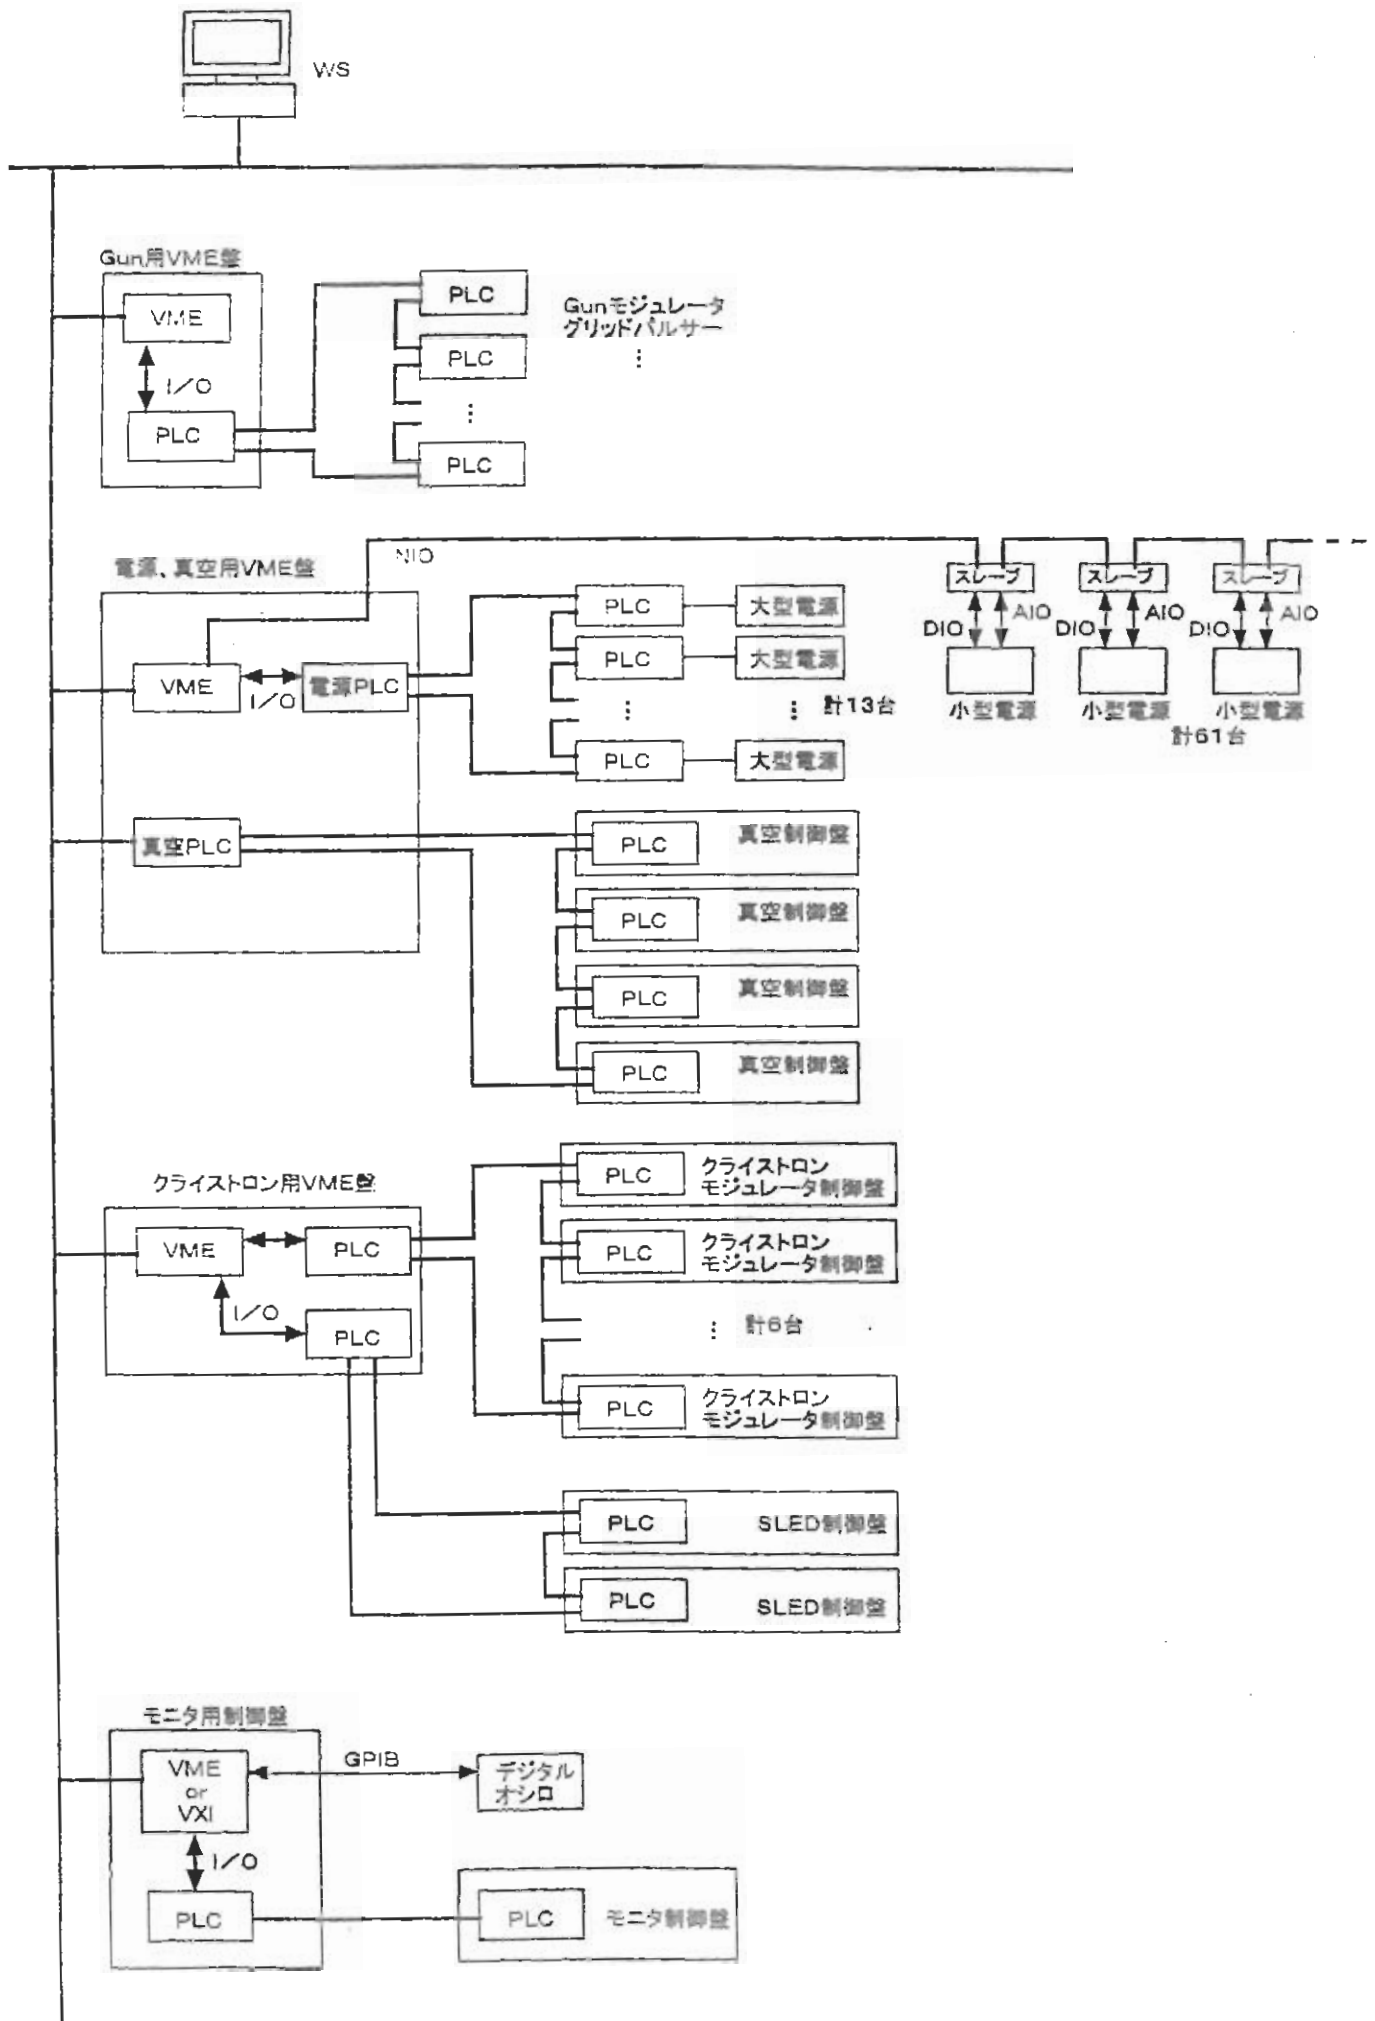 WS
Gun用VME盤
VME
I/O
PLC
PLC
PLC
⋮
PLC
Gunモジュレータ
グリッドパルサー
⋮
電源、真空用VME盤
NIO
VME
I/O
電源PLC
PLC
大型電源
PLC
大型電源
⋮
⋮
計13台
PLC
大型電源
スレーブ
スレーブ
スレーブ
DIO
AIO
DIO
AIO
DIO
AIO
小型電源
小型電源
小型電源
計61台
真空PLC
PLC
真空制御盤
PLC
真空制御盤
PLC
真空制御盤
PLC
真空制御盤
クライストロン用VME盤
VME
PLC
I/O
PLC
PLC
クライストロン
モジュレータ制御盤
PLC
クライストロン
モジュレータ制御盤
⋮
計6台
PLC
クライストロン
モジュレータ制御盤
PLC
SLED制御盤
PLC
SLED制御盤
モニタ用制御盤
VME
or
VXI
GPIB
デジタル
オシロ
I/O
PLC
PLC
モニタ制御盤